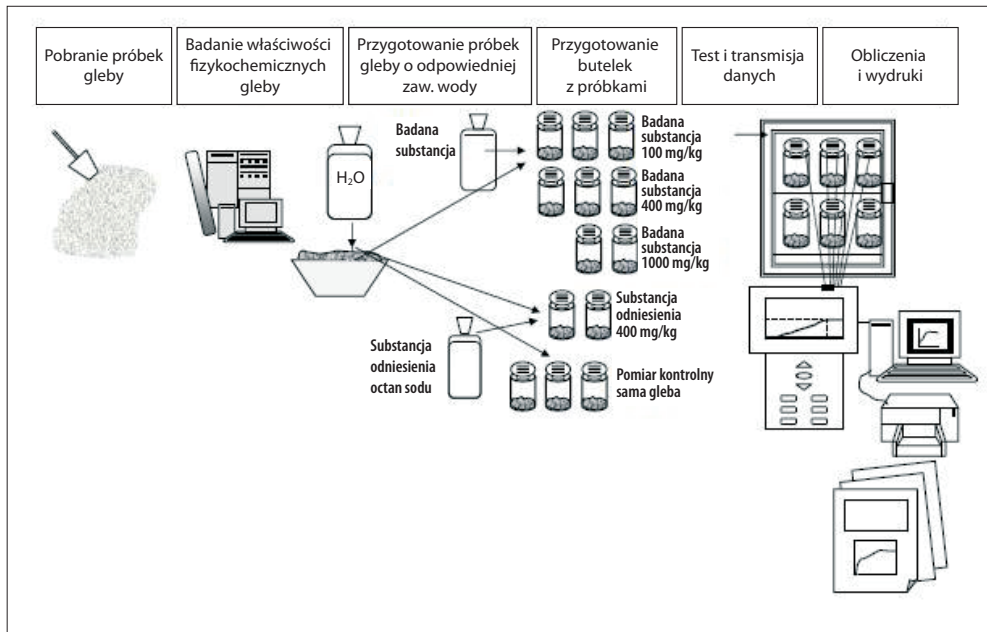 Pobranie próbek
gleby
Badanie właściwości
fizykochemicznych
gleby
Przygotowanie próbek
gleby o odpowiedniej
zaw. wody
Przygotowanie
butelek
z próbkami
Test i transmisja
danych
Obliczenia
i wydruki
H₂O
Badana
substancja
Badana
substancja
100 mg/kg
Badana
substancja
400 mg/kg
Badana
substancja
1000 mg/kg
Substancja
odniesienia
400 mg/kg
Substancja
odniesienia
octan sodu
Pomiar kontrolny
sama gleba